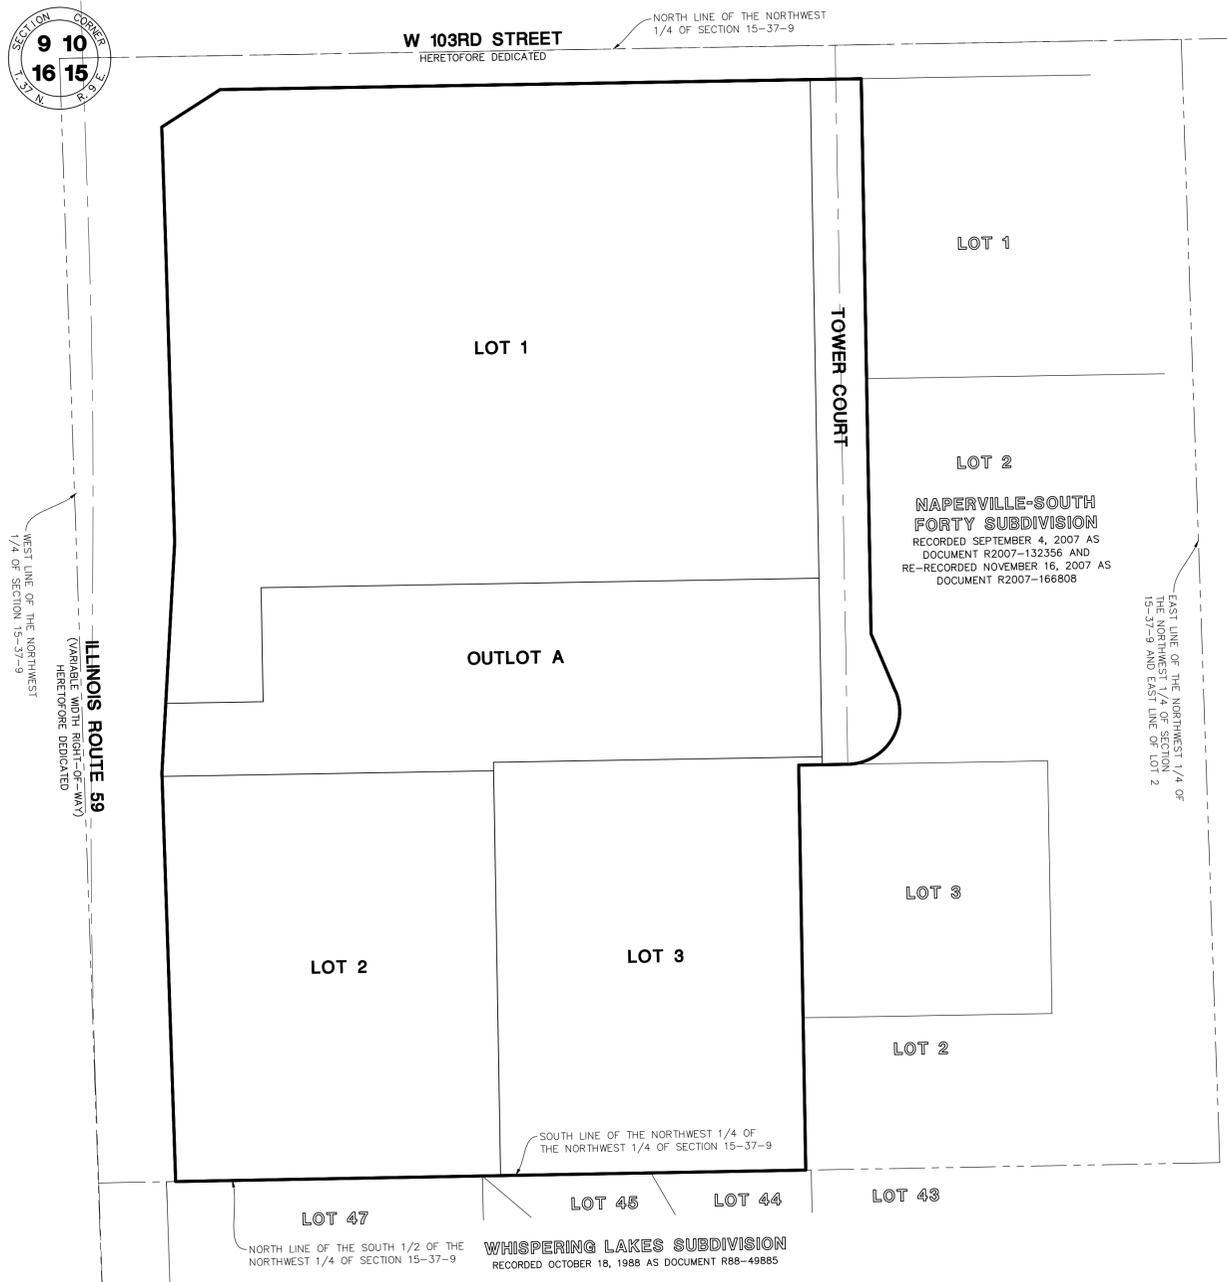 SECTION CORNER
9 10
16 15
T. 37 N. R. 9 E.
W 103RD STREET
HERETOFORE DEDICATED
NORTH LINE OF THE NORTHWEST
1/4 OF SECTION 15-37-9
LOT 1
LOT 1
TOWER COURT
LOT 2
NAPERVILLE-SOUTH
FORTY SUBDIVISION
RECORDED SEPTEMBER 4, 2007 AS
DOCUMENT R2007-132356 AND
RE-RECORDED NOVEMBER 16, 2007 AS
DOCUMENT R2007-166808
WEST LINE OF THE NORTHWEST
1/4 OF SECTION 15-37-9
ILLINOIS ROUTE 59
(VARIABLE WIDTH RIGHT-OF-WAY)
HERETOFORE DEDICATED
OUTLOT A
EAST LINE OF THE NORTHWEST 1/4 OF
THE NORTHWEST 1/4 OF SECTION
15-37-9 AND EAST LINE OF LOT 2
LOT 3
LOT 2
LOT 3
LOT 2
SOUTH LINE OF THE NORTHWEST 1/4 OF
THE NORTHWEST 1/4 OF SECTION 15-37-9
LOT 47
LOT 45
LOT 44
LOT 43
NORTH LINE OF THE SOUTH 1/2 OF THE
NORTHWEST 1/4 OF SECTION 15-37-9
WHISPERING LAKES SUBDIVISION
RECORDED OCTOBER 18, 1988 AS DOCUMENT R88-49885